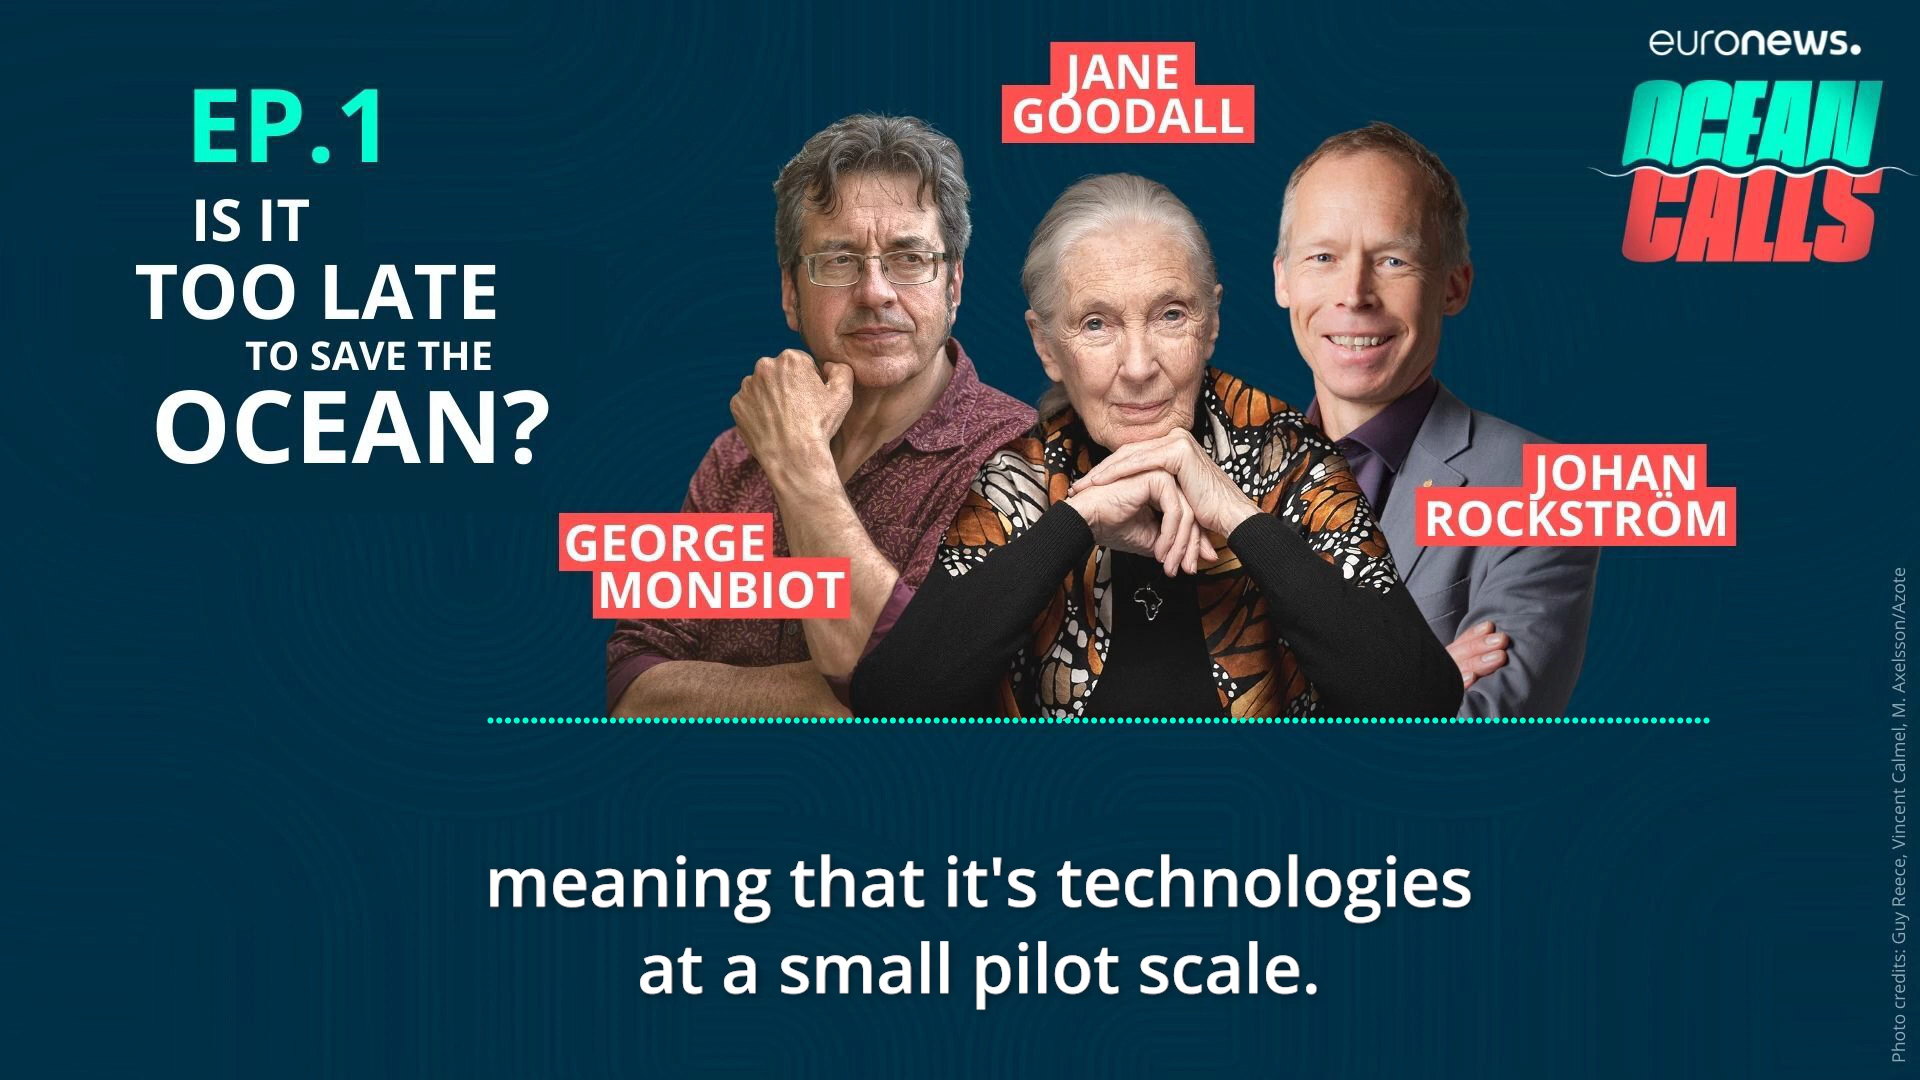 EP.1
IS IT
TOO LATE
TO SAVE THE
OCEAN?
JANE
GOODALL
euronews.
OCEAN
CALLS
GEORGE
MONBIOT
JOHAN
ROCKSTRÖM
meaning that it's technologies
at a small pilot scale.
Photo credits: Guy Reece, Vincent Calmel, M. Axelsson/Azote